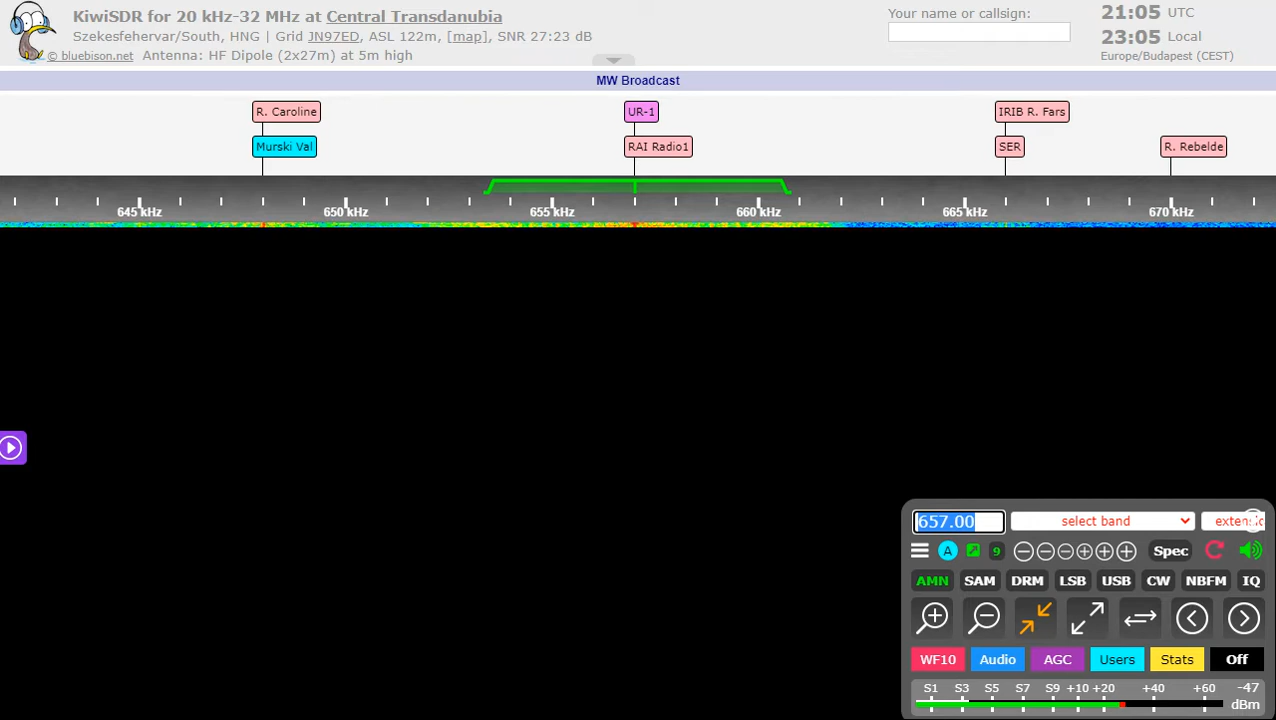 KiwiSDR for 20 kHz-32 MHz at Central Transdanubia
Szekesfehervar/South, HNG | Grid JN97ED, ASL 122m, [map], SNR 27:23 dB
© bluebison.net Antenna: HF Dipole (2x27m) at 5m high
Your name or callsign:
21:05 UTC
23:05 Local
Europe/Budapest (CEST)
MW Broadcast
R. Caroline UR-1 IRIB R. Fars
Murski Val RAI Radio1 SER R. Rebelde
645 kHz 650 kHz 655 kHz 660 kHz 665 kHz 670 kHz
657.00 select band
A 9 Spec
AMN SAM DRM LSB USB CW NBFM IQ
WF10 Audio AGC Users Stats Off
S1 S3 S5 S7 S9 +10 +20 +40 +60 -47
dBm